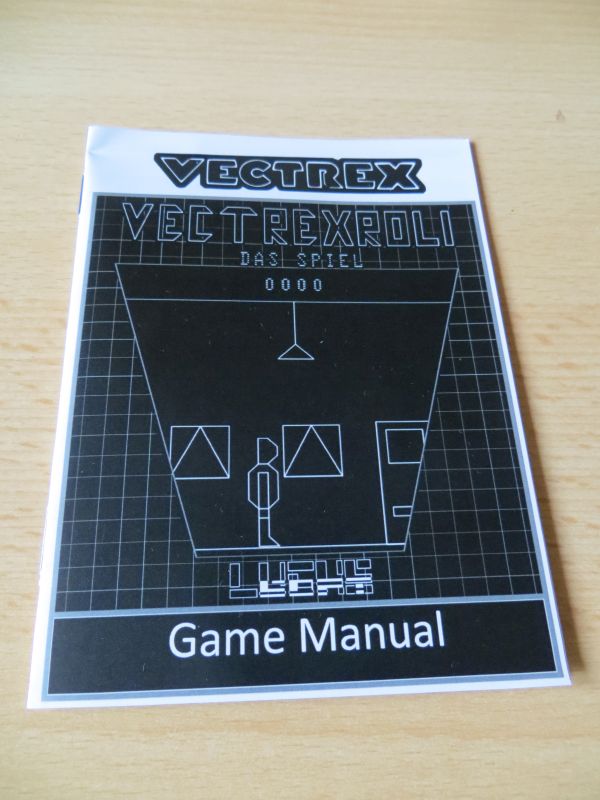 VECTREX
VECTREXROLI
DAS SPIEL
0000
Game Manual